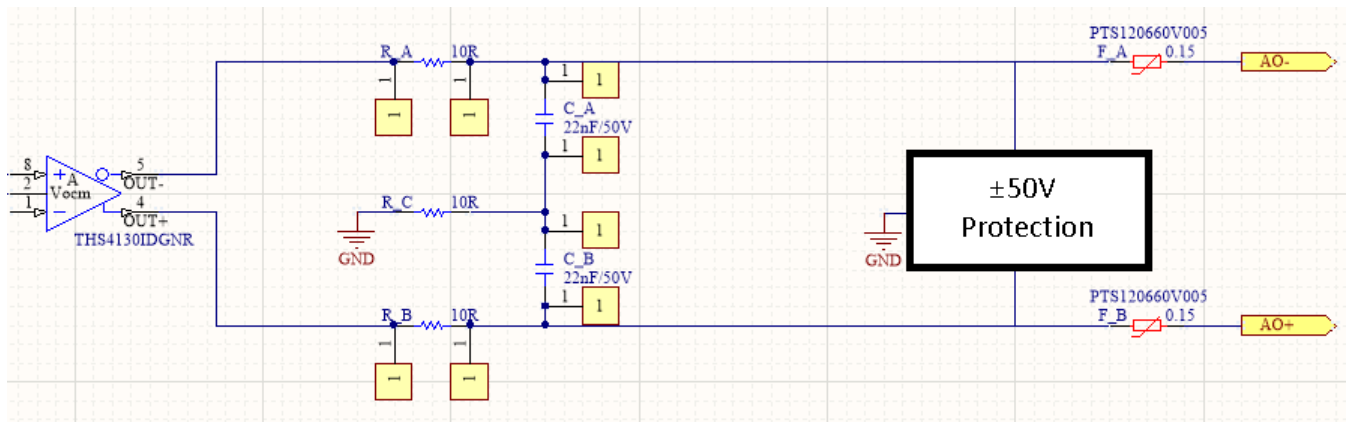 PTS120660V005
R_A 10R
F_A 0.15
AO-
1
1
1
1
1
1
C_A
22nF/50V
1
1
8
+
A
5
OUT-
2
Vocm
1
−
4
OUT+
THS4130IDGNR
R_C 10R
GND
1
1
C_B
22nF/50V
1
1
±50V
Protection
GND
PTS120660V005
R_B 10R
F_B 0.15
AO+
1
1
1
1